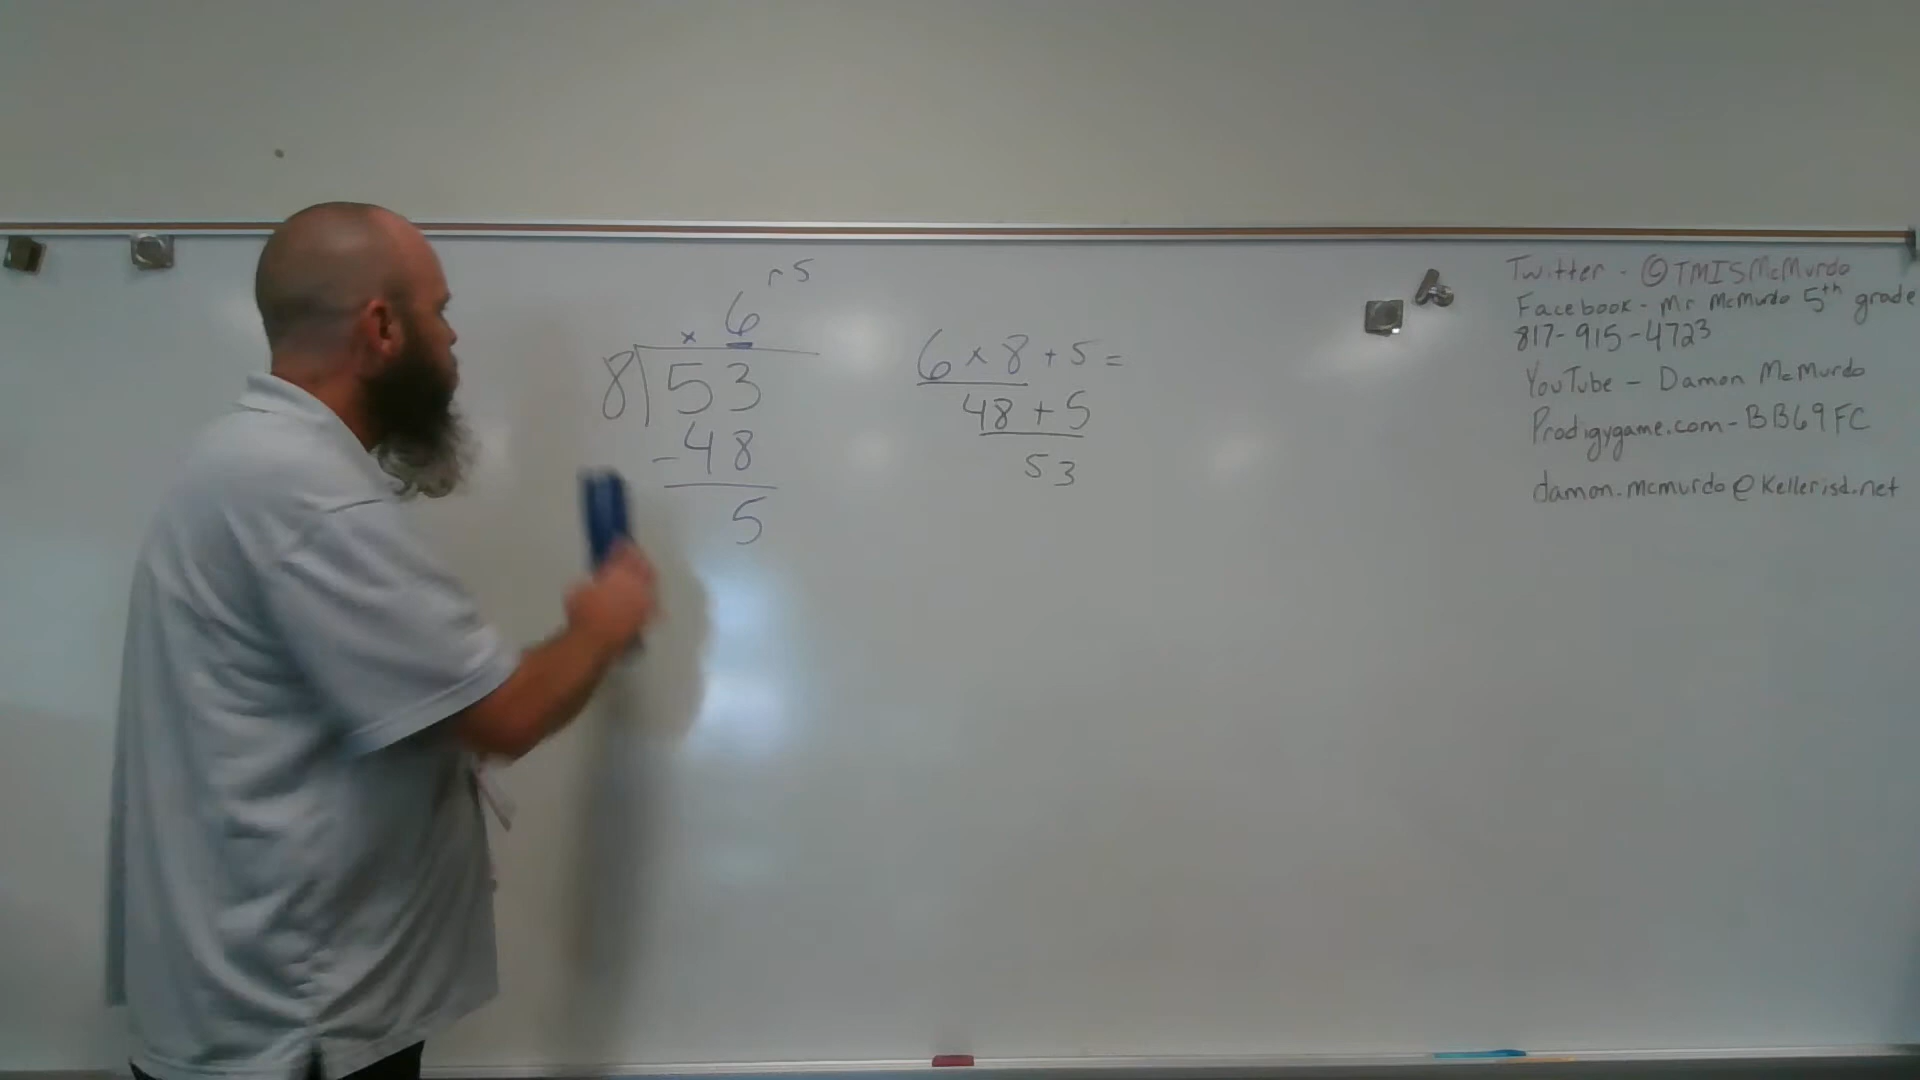 r5
x 6
8 53
-48
5
6 x 8 + 5 =
48 + 5
53
Twitter - @TMISMcMurdo
Facebook - Mr McMurdo 5th grade
817-915-4723
YouTube - Damon McMurdo
Prodigygame.com - BB69FC
damon.mcmurdo@kellerisd.net